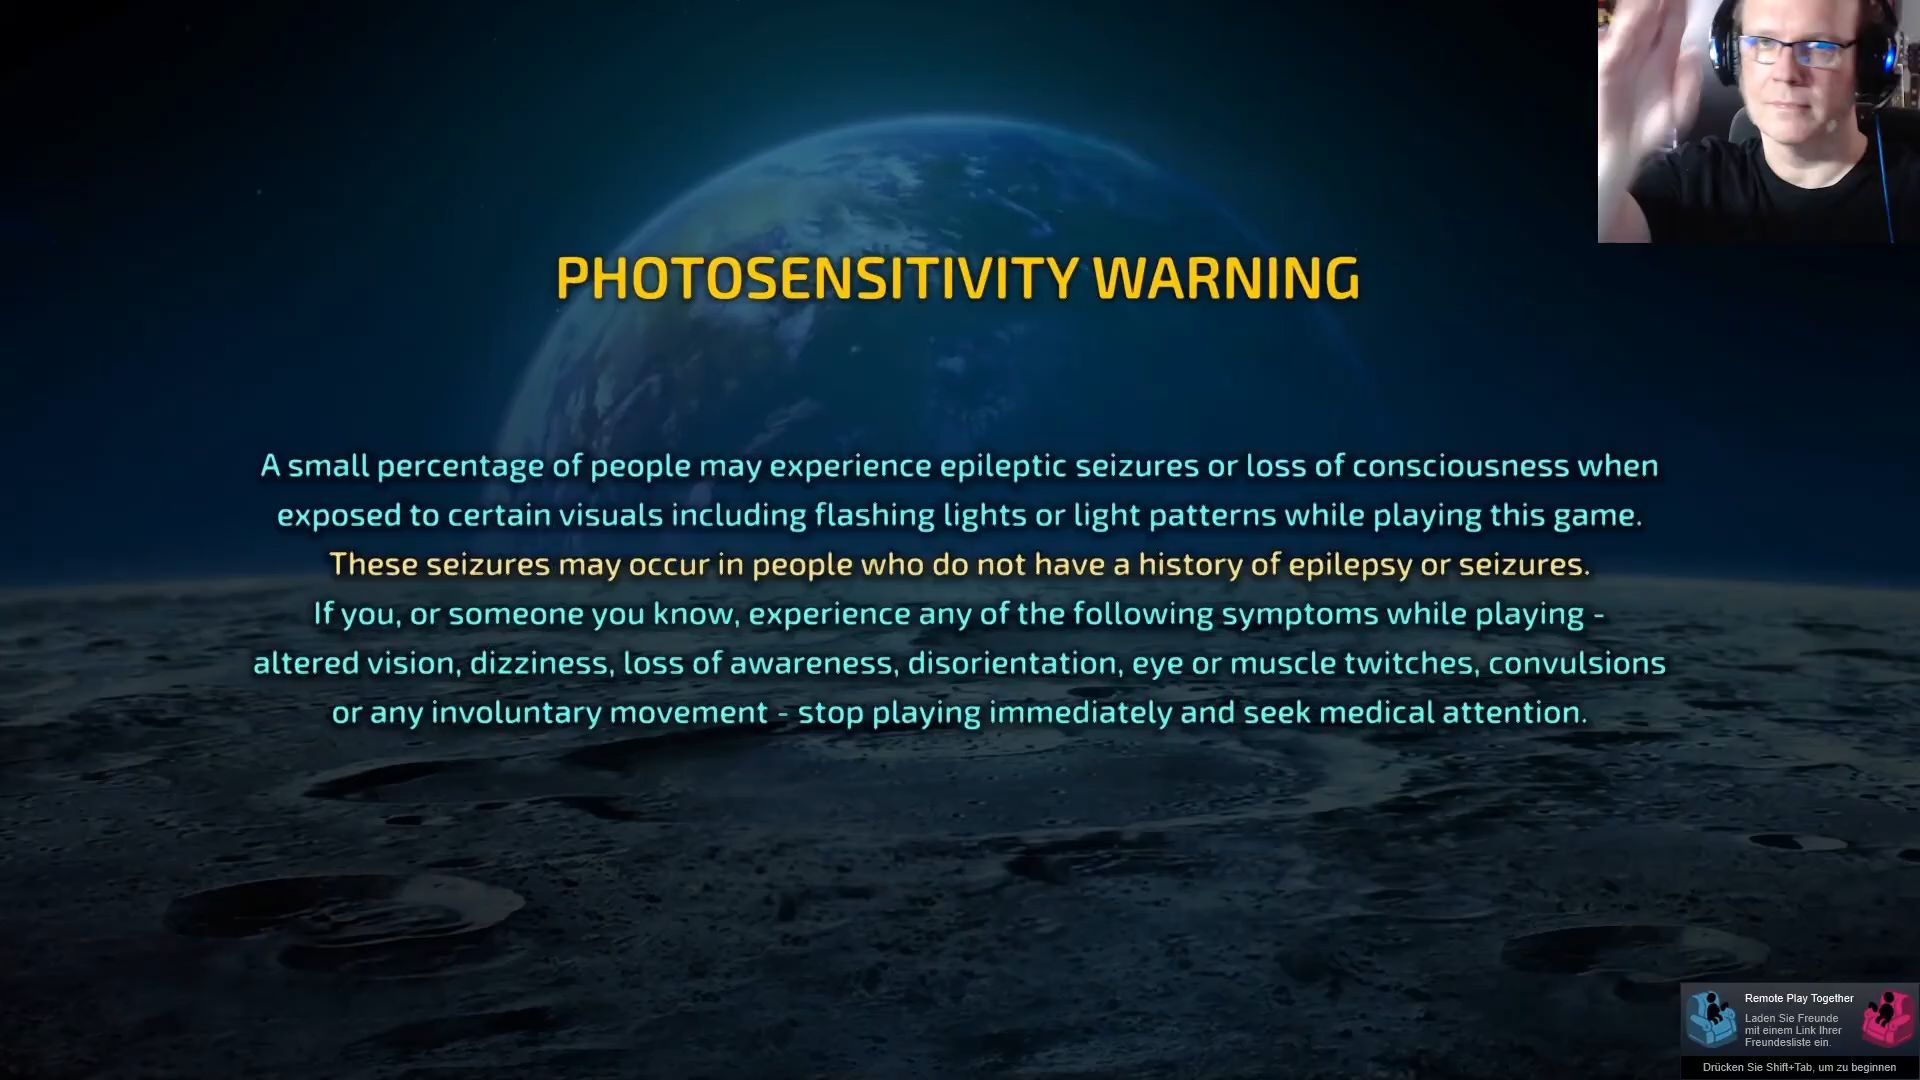 PHOTOSENSITIVITY WARNING
A small percentage of people may experience epileptic seizures or loss of consciousness when
exposed to certain visuals including flashing lights or light patterns while playing this game.
These seizures may occur in people who do not have a history of epilepsy or seizures.
If you, or someone you know, experience any of the following symptoms while playing -
altered vision, dizziness, loss of awareness, disorientation, eye or muscle twitches, convulsions
or any involuntary movement - stop playing immediately and seek medical attention.
Remote Play Together
Laden Sie Freunde
mit einem Link Ihrer
Freundesliste ein.
Drücken Sie Shift+Tab, um zu beginnen